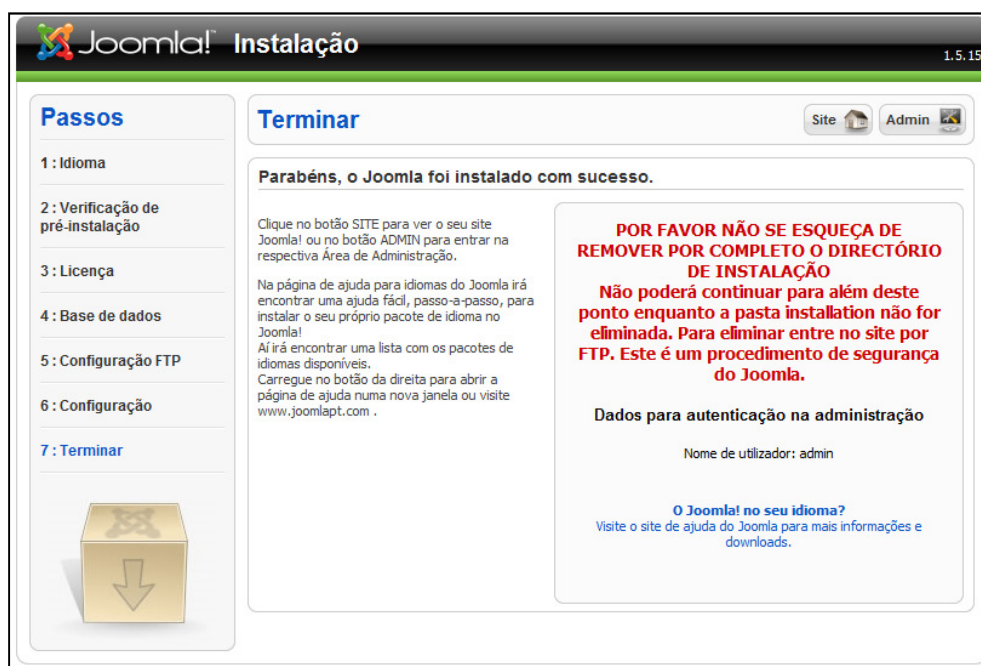 Joomla!™ Instalação
1.5.15
Passos
1 : Idioma
2 : Verificação de
pré-instalação
3 : Licença
4 : Base de dados
5 : Configuração FTP
6 : Configuração
7 : Terminar
Terminar
Site
Admin
Parabéns, o Joomla foi instalado com sucesso.
Clique no botão SITE para ver o seu site
Joomla! ou no botão ADMIN para entrar na
respectiva Área de Administração.
Na página de ajuda para idiomas do Joomla irá
encontrar uma ajuda fácil, passo-a-passo, para
instalar o seu próprio pacote de idioma no
Joomla!
Aí irá encontrar uma lista com os pacotes de
idiomas disponíveis.
Carregue no botão da direita para abrir a
página de ajuda numa nova janela ou visite
www.joomlapt.com .
POR FAVOR NÃO SE ESQUEÇA DE
REMOVER POR COMPLETO O DIRECTÓRIO
DE INSTALAÇÃO
Não poderá continuar para além deste
ponto enquanto a pasta installation não for
eliminada. Para eliminar entre no site por
FTP. Este é um procedimento de segurança
do Joomla.
Dados para autenticação na administração
Nome de utilizador: admin
O Joomla! no seu idioma?
Visite o site de ajuda do Joomla para mais informações e
downloads.